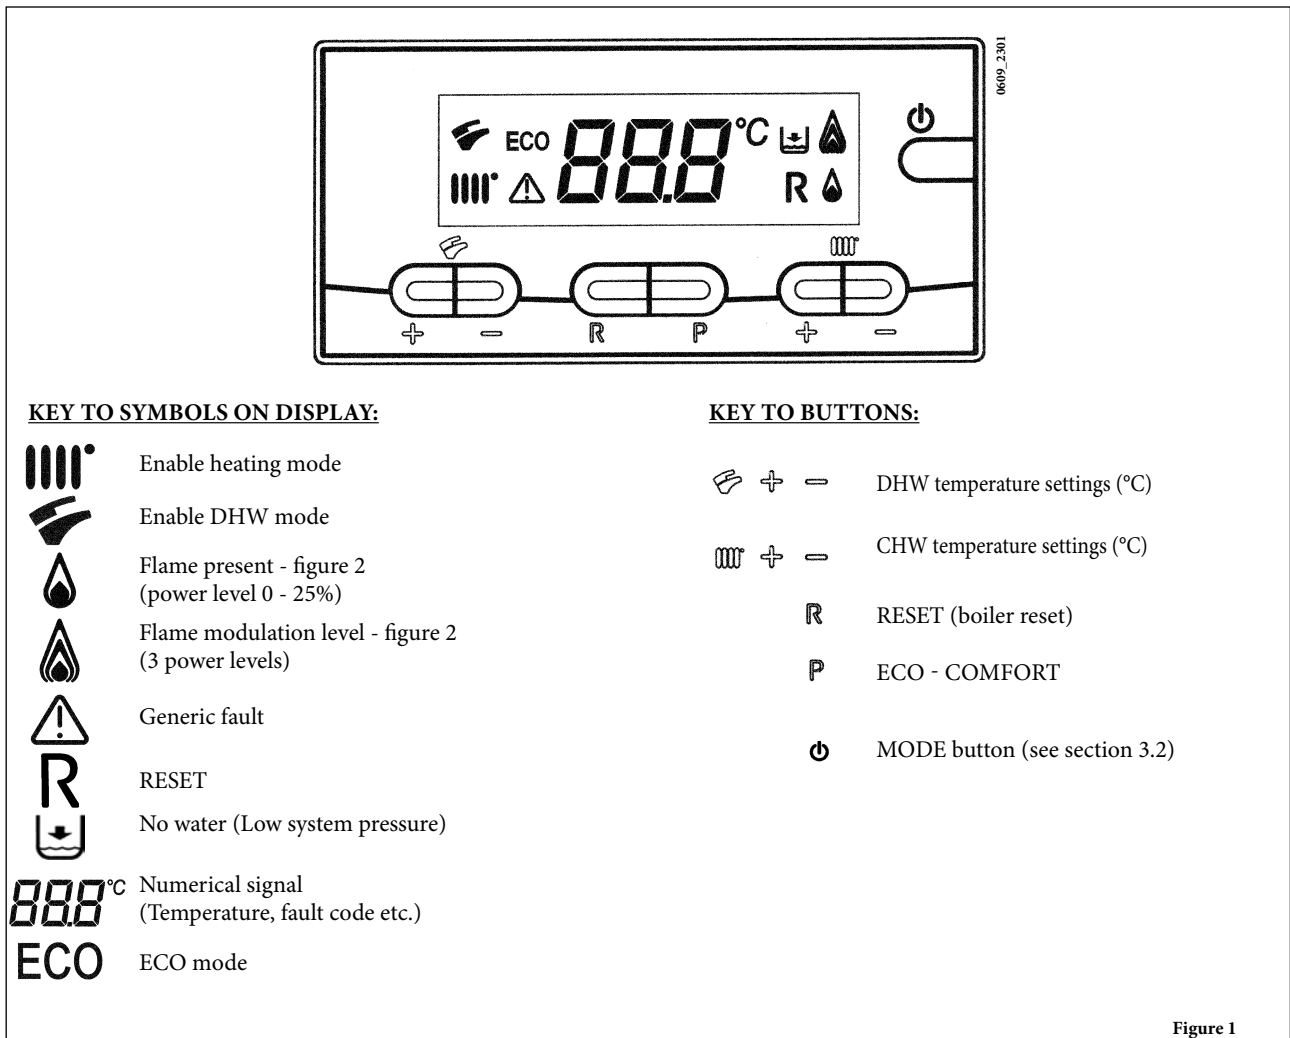 0609_2301
ECO 88.8 °C
R
+ − R P + −
KEY TO SYMBOLS ON DISPLAY:
Enable heating mode
Enable DHW mode
Flame present - figure 2
(power level 0 - 25%)
Flame modulation level - figure 2
(3 power levels)
Generic fault
R RESET
No water (Low system pressure)
88.8 °C Numerical signal
(Temperature, fault code etc.)
ECO ECO mode
KEY TO BUTTONS:
+ − DHW temperature settings (°C)
+ − CHW temperature settings (°C)
R RESET (boiler reset)
P ECO - COMFORT
MODE button (see section 3.2)
Figure 1